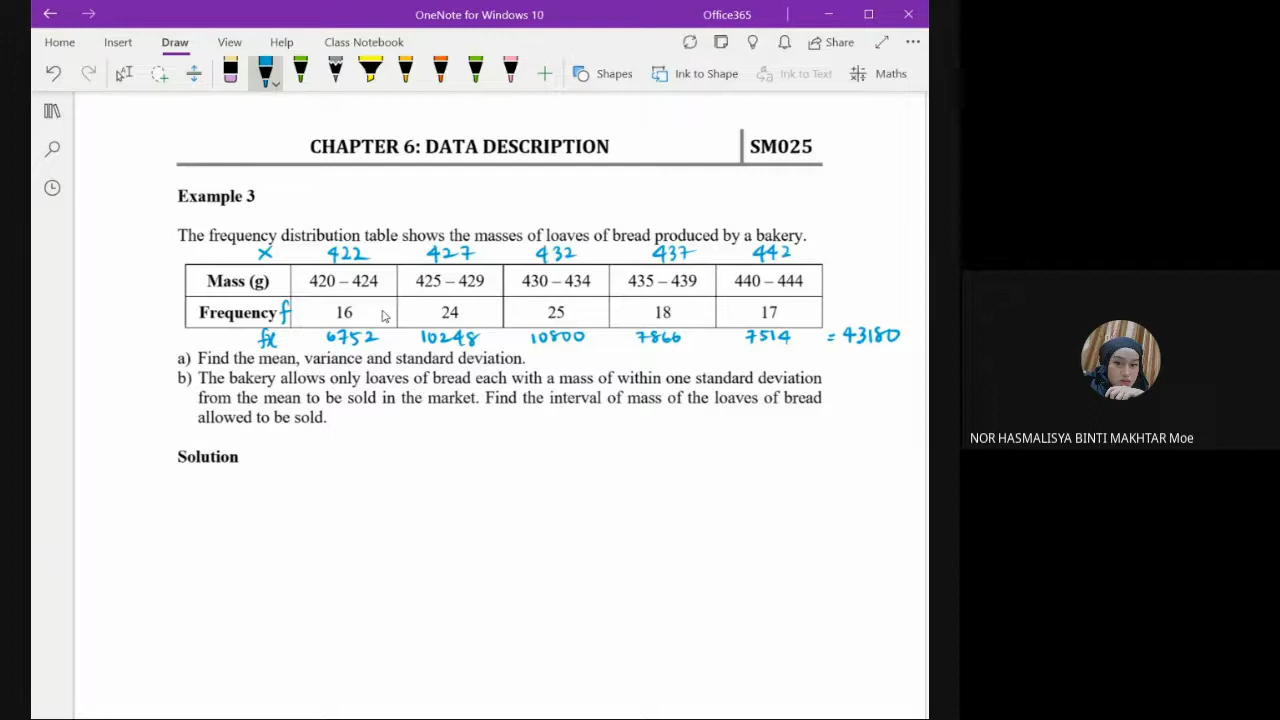 OneNote for Windows 10
Office365
Home Insert Draw View Help Class Notebook
Share
Shapes Ink to Shape Ink to Text Maths
CHAPTER 6: DATA DESCRIPTION SM025
Example 3
The frequency distribution table shows the masses of loaves of bread produced by a bakery.
x 422 427 432 437 442
Mass (g) 420 – 424 425 – 429 430 – 434 435 – 439 440 – 444
Frequency f 16 24 25 18 17
fx 6752 10248 10800 7866 7514 = 43180
a) Find the mean, variance and standard deviation.
b) The bakery allows only loaves of bread each with a mass of within one standard deviation
from the mean to be sold in the market. Find the interval of mass of the loaves of bread
allowed to be sold.
Solution
NOR HASMALISYA BINTI MAKHTAR Moe